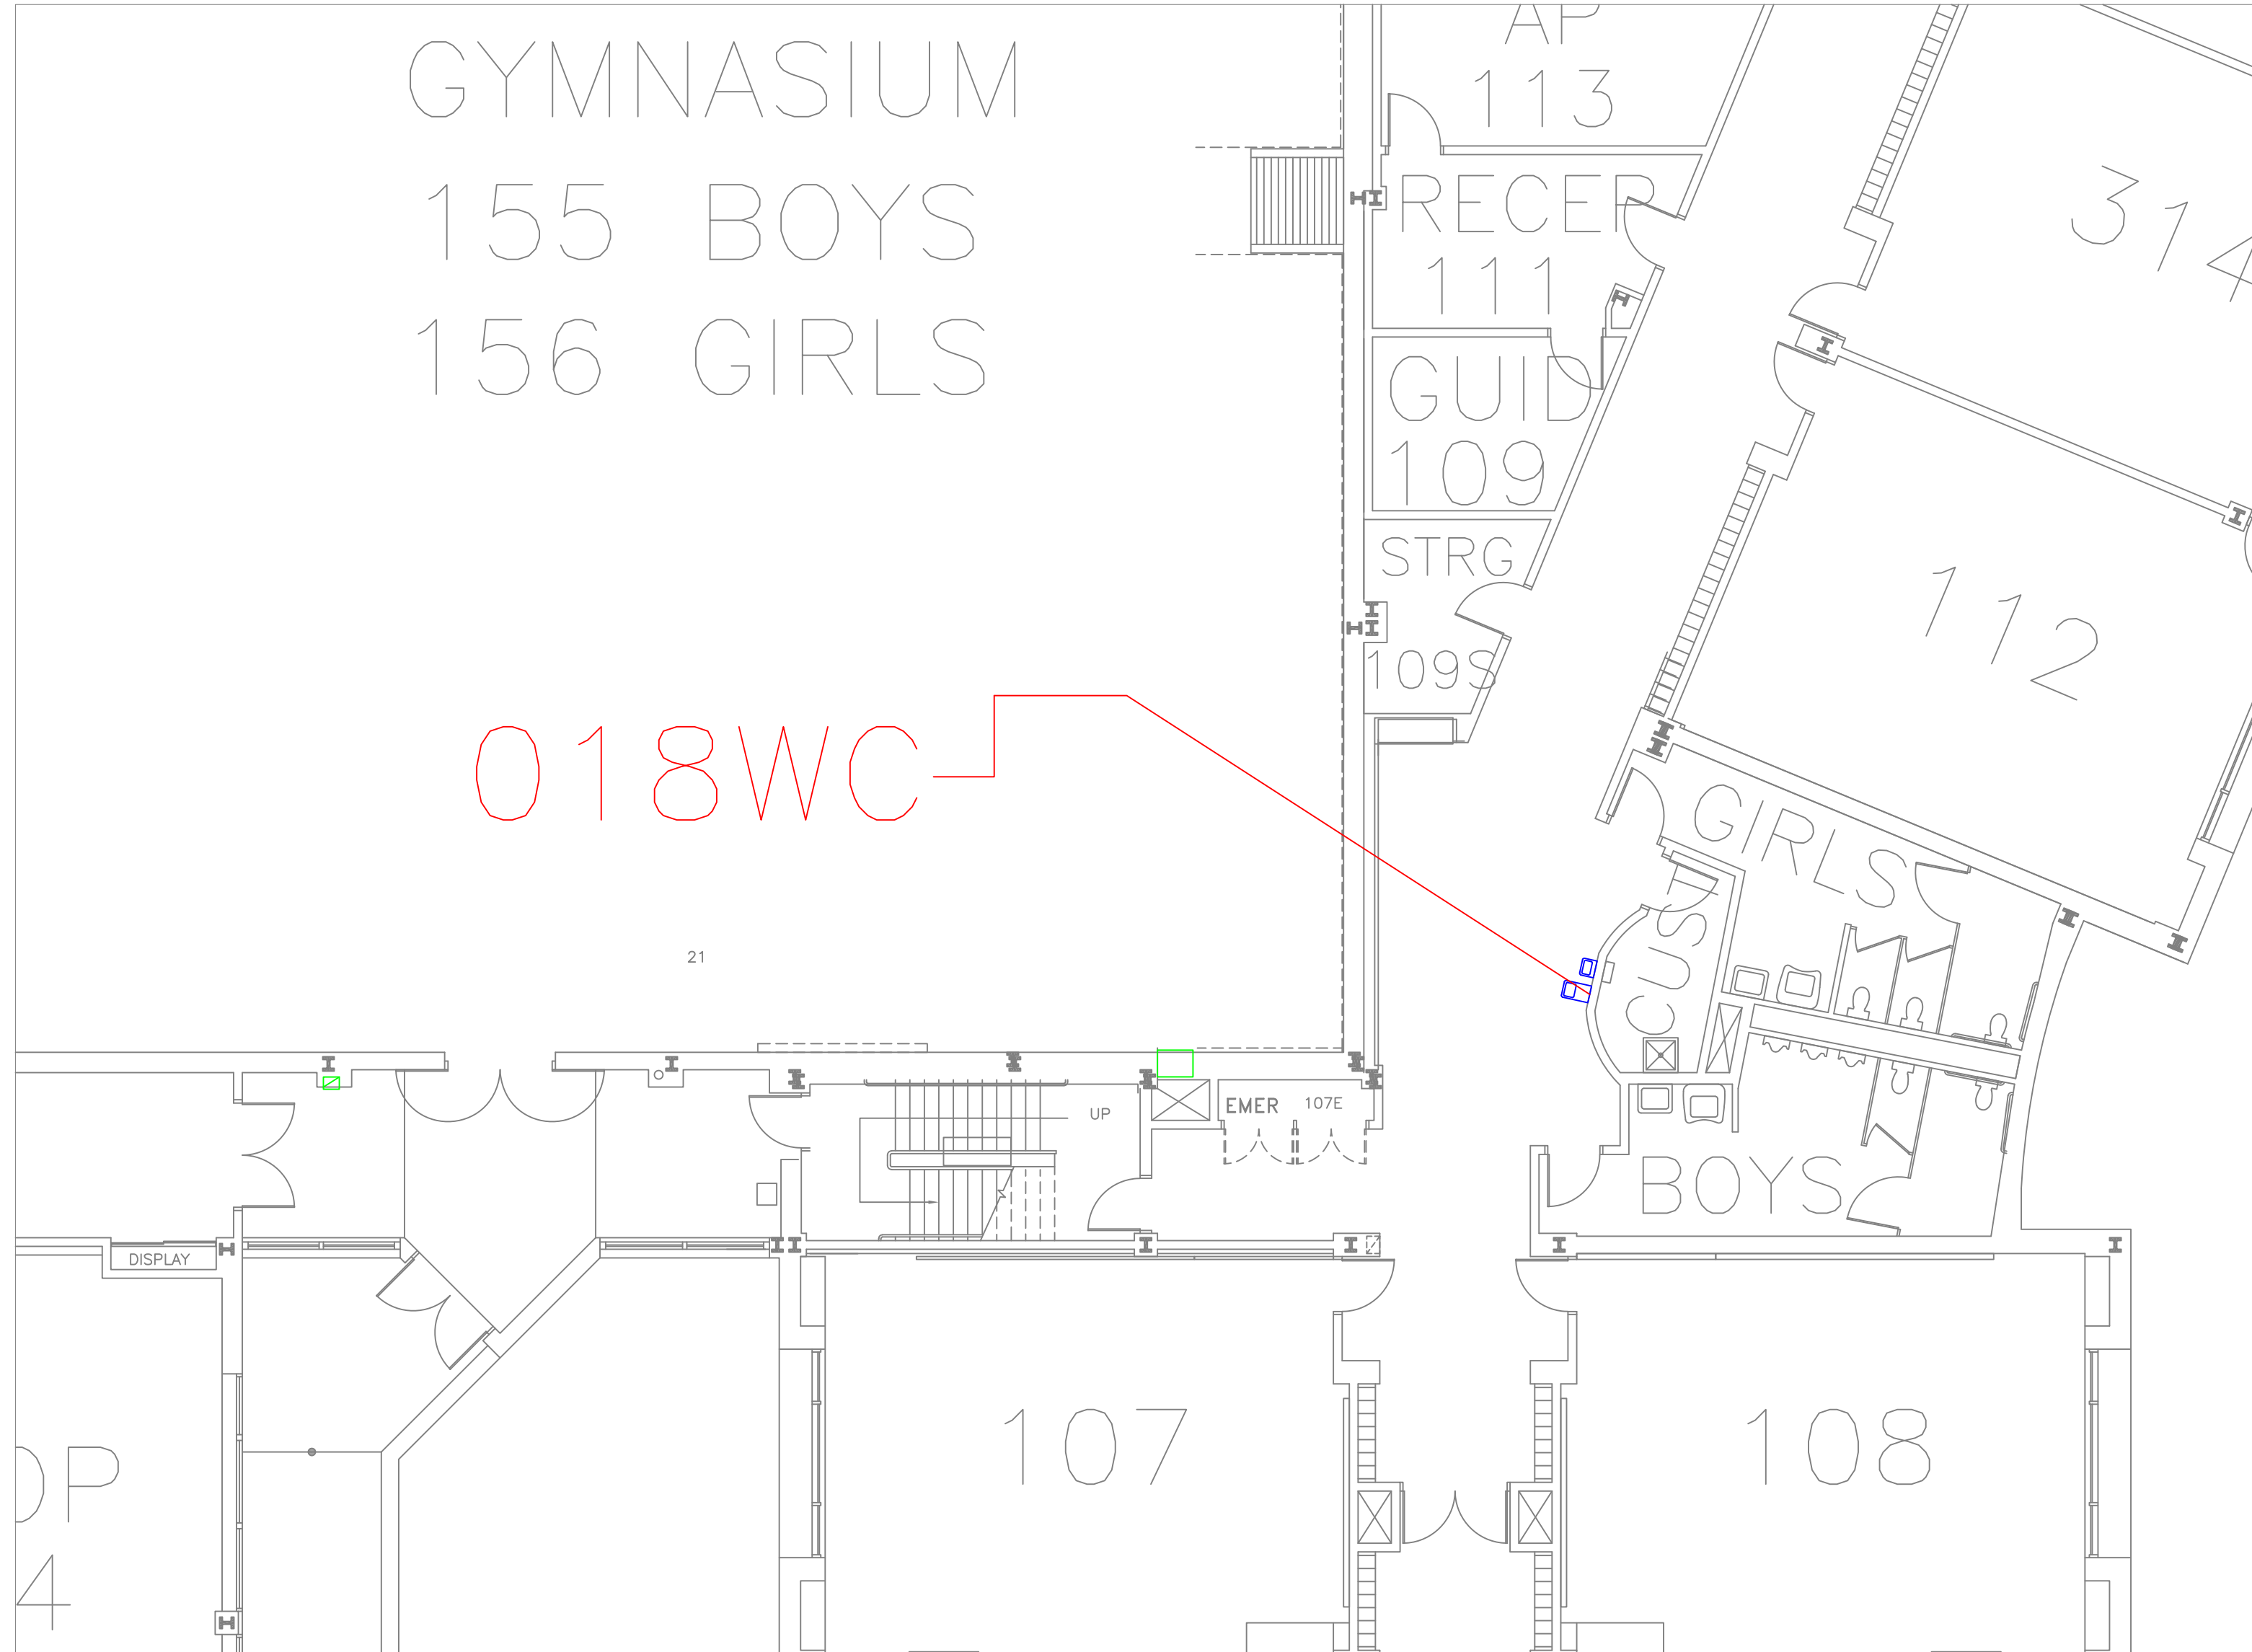 GYMNASIUM
155 BOYS
156 GIRLS
AP
113
RECEP
111
GUID
109
STRG
109S
314
112
018WC
21
GIRLS
CUST
UP
EMER 107E
BOYS
DISPLAY
107
108